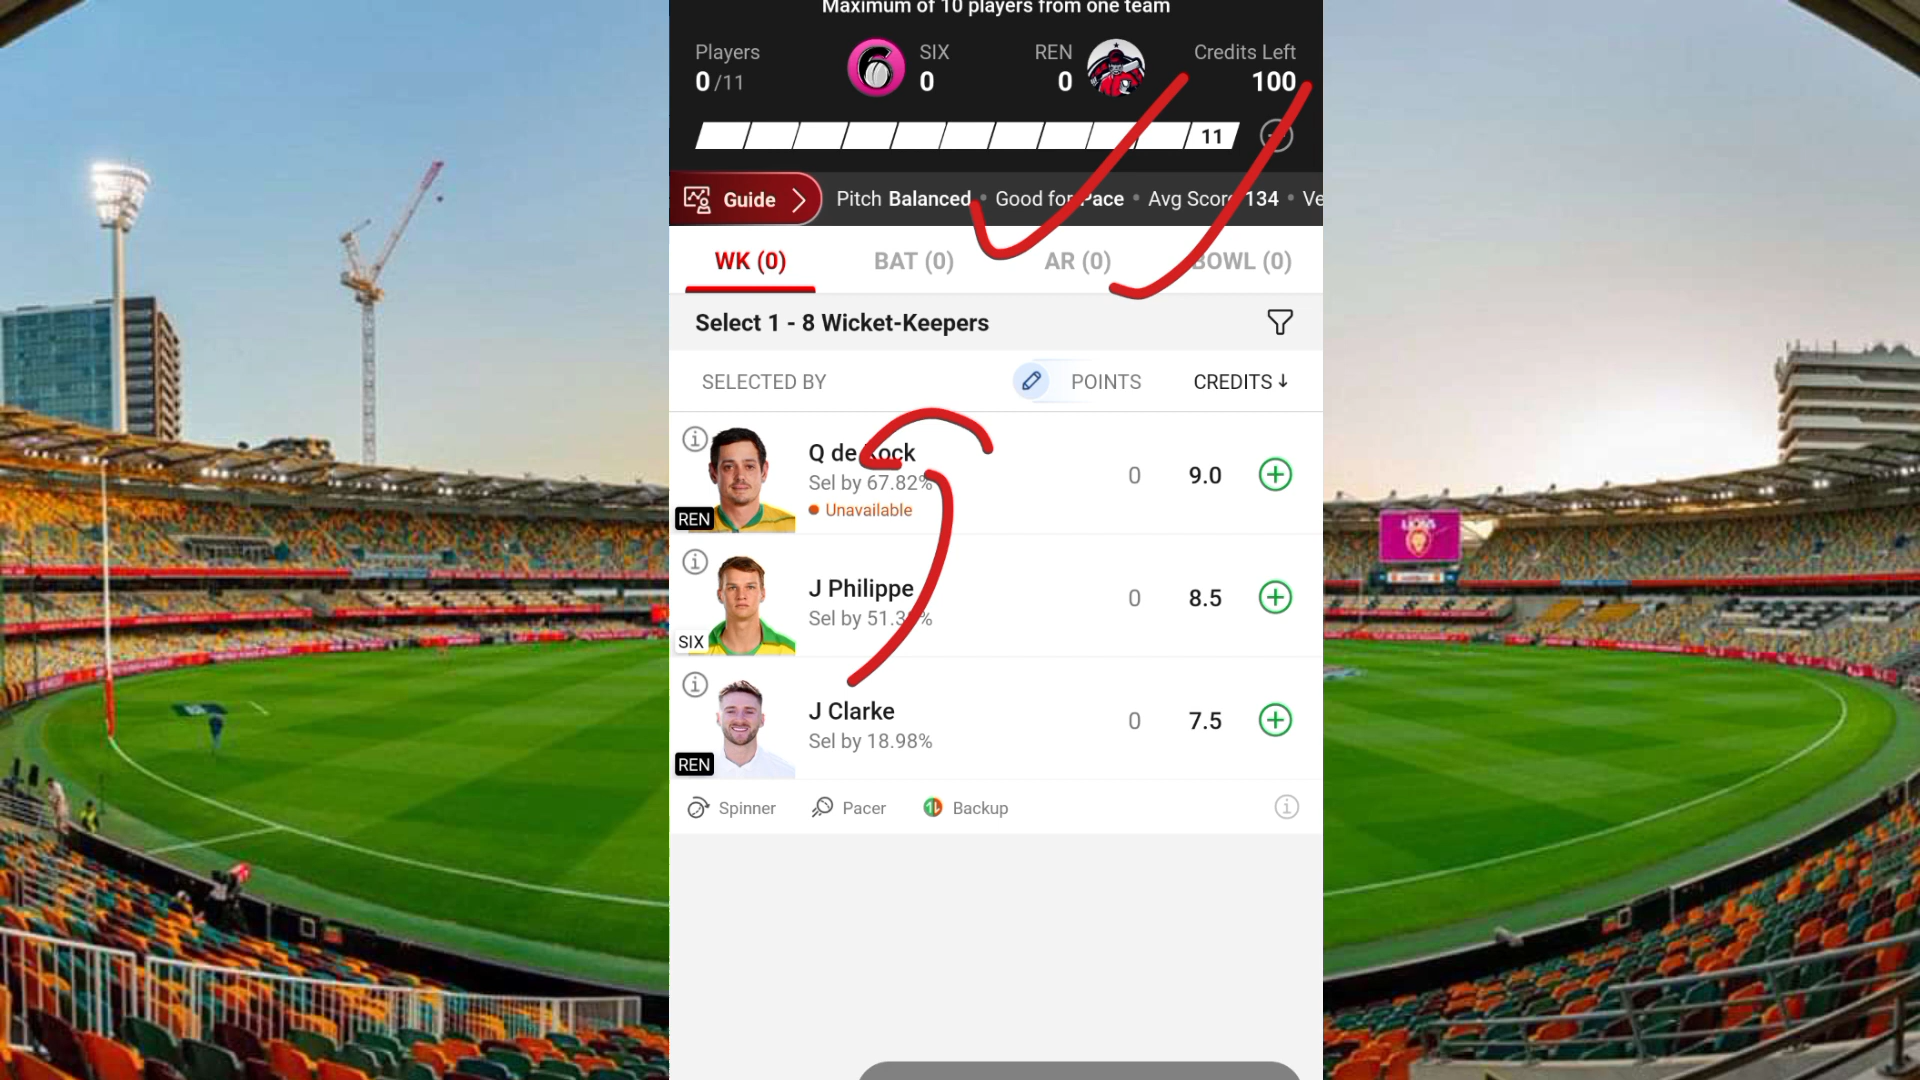 Maximum of 10 players from one team
Players
0/11
SIX
0
REN
0
Credits Left
100
11
Guide
Pitch Balanced • Good for Pace • Avg Score 134 • Ve
WK (0)
BAT (0)
AR (0)
BOWL (0)
Select 1 - 8 Wicket-Keepers
SELECTED BY
POINTS
CREDITS↓
Q de Kock
Sel by 67.82%
Unavailable
REN
0
9.0
J Philippe
Sel by 51.3 %
SIX
0
8.5
J Clarke
Sel by 18.98%
REN
0
7.5
Spinner
Pacer
Backup
LIONS